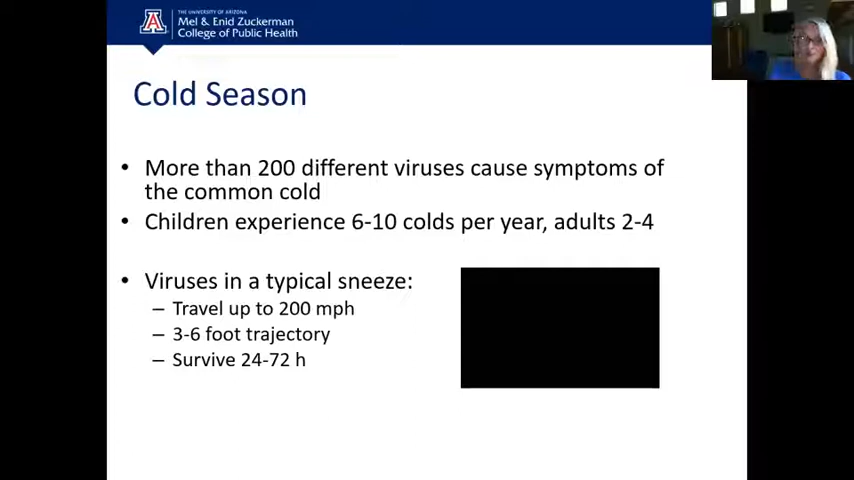 THE UNIVERSITY OF ARIZONA
Mel & Enid Zuckerman
College of Public Health
Cold Season
• More than 200 different viruses cause symptoms of
the common cold
• Children experience 6-10 colds per year, adults 2-4
• Viruses in a typical sneeze:
– Travel up to 200 mph
– 3-6 foot trajectory
– Survive 24-72 h